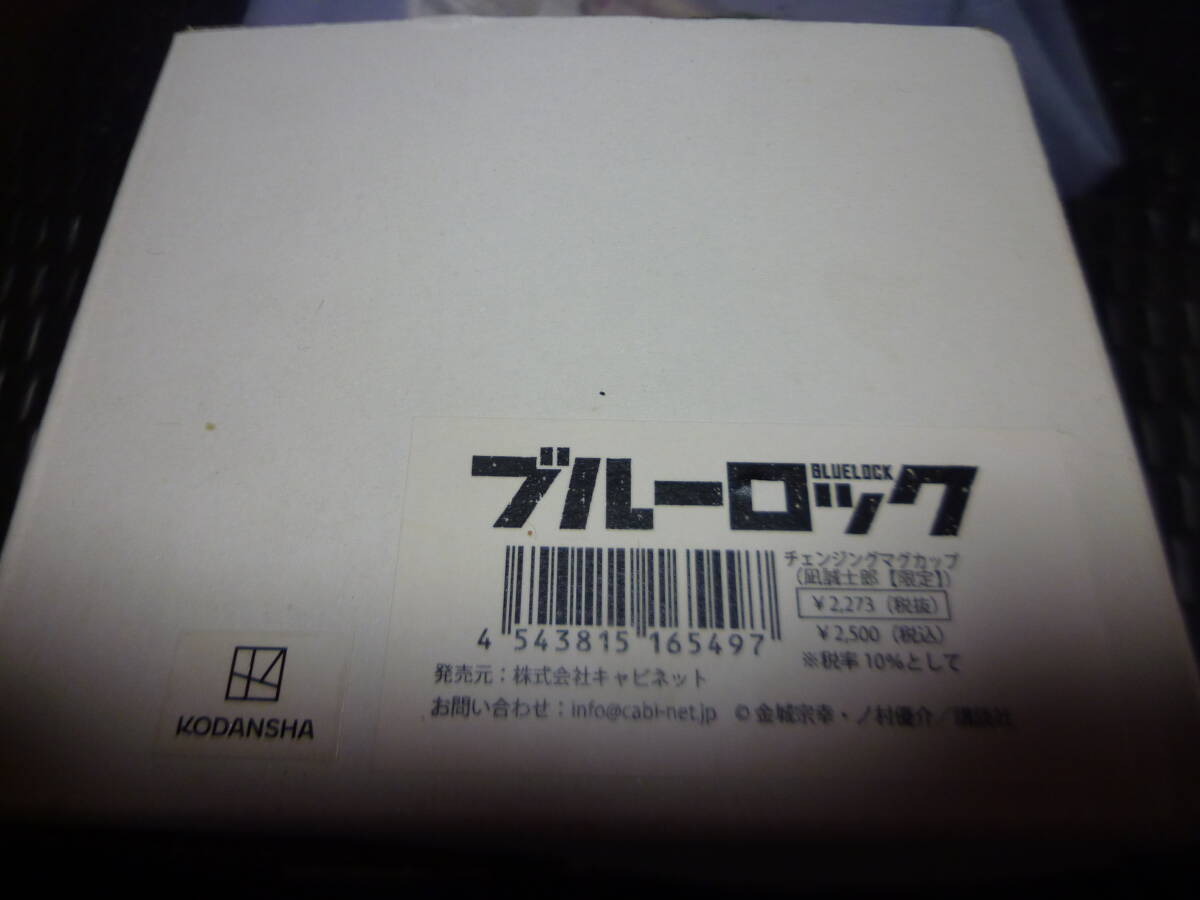 ブルーロック
BLUELOCK
チェンジングマグカップ
（凪誠士郎【限定】）
￥2,273（税抜）
￥2,500（税込）
※税率10%として
4 543815 165497
発売元：株式会社キャビネット
お問い合わせ：info@cabi-net.jp ©金城宗幸・ノ村優介／講談社
KODANSHA